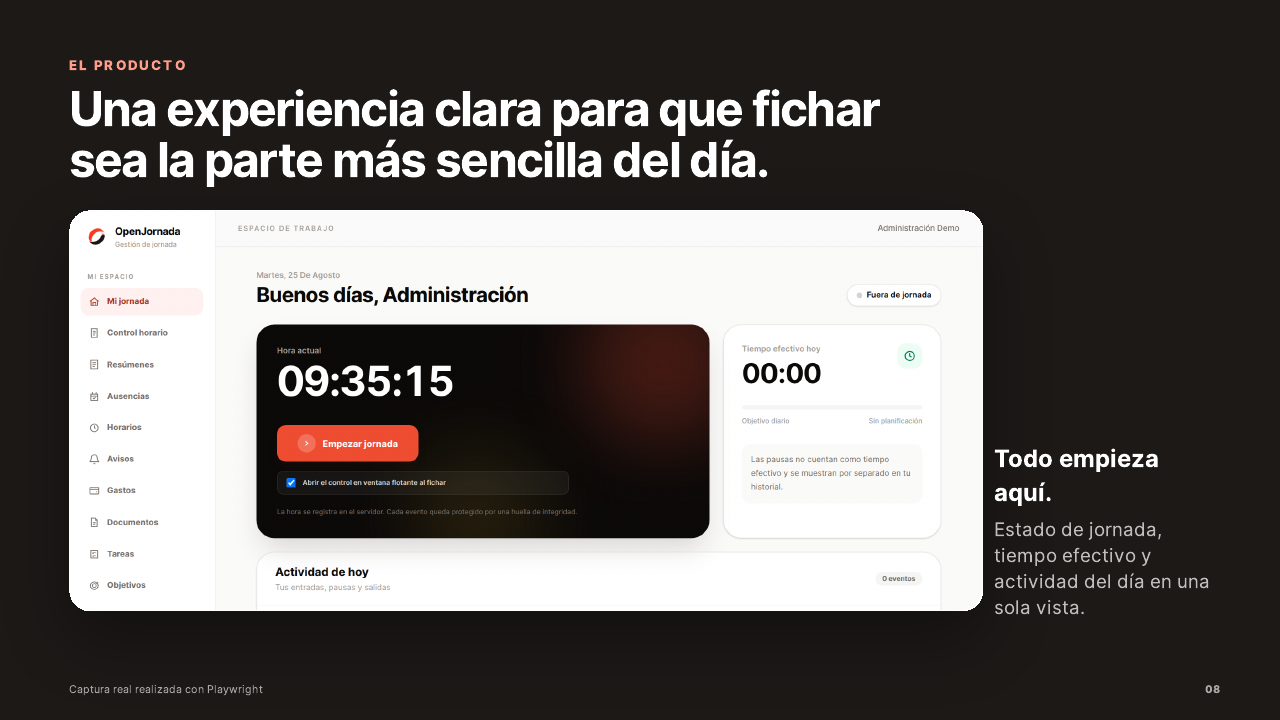 EL PRODUCTO
Una experiencia clara para que fichar
sea la parte más sencilla del día.
OpenJornada
Gestión de jornada
MI ESPACIO
Mi jornada
Control horario
Resúmenes
Ausencias
Horarios
Avisos
Gastos
Documentos
Tareas
Objetivos
ESPACIO DE TRABAJO
Administración Demo
Martes, 25 De Agosto
Buenos días, Administración
Fuera de jornada
Hora actual
09:35:15
Empezar jornada
Abrir el control en ventana flotante al fichar
La hora se registra en el servidor. Cada evento queda protegido por una huella de integridad.
Tiempo efectivo hoy
00:00
Objetivo diario
Sin planificación
Las pausas no cuentan como tiempo
efectivo y se muestran por separado en tu
historial.
Actividad de hoy
Tus entradas, pausas y salidas
0 eventos
Todo empieza
aquí.
Estado de jornada,
tiempo efectivo y
actividad del día en una
sola vista.
Captura real realizada con Playwright
08